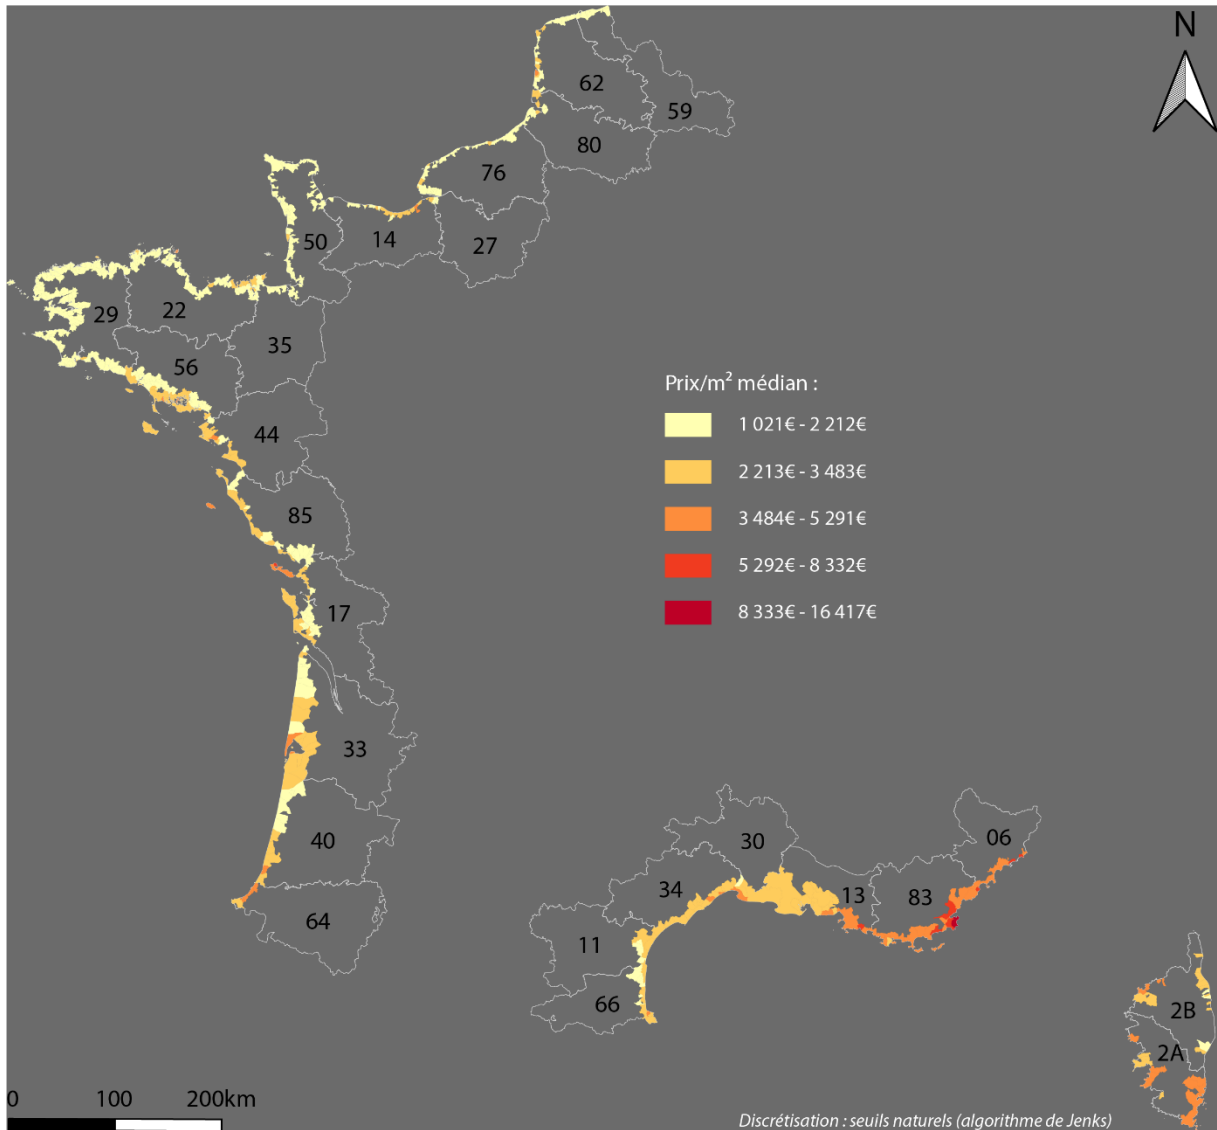 N
62
59
80
76
50
14
27
29
22
35
56
Prix/m² médian :
1 021€ - 2 212€
44
2 213€ - 3 483€
85
3 484€ - 5 291€
5 292€ - 8 332€
17
8 333€ - 16 417€
33
40
30
06
34
13
83
64
11
66
2B
2A
0 100 200km
Discrétisation : seuils naturels (algorithme de Jenks)